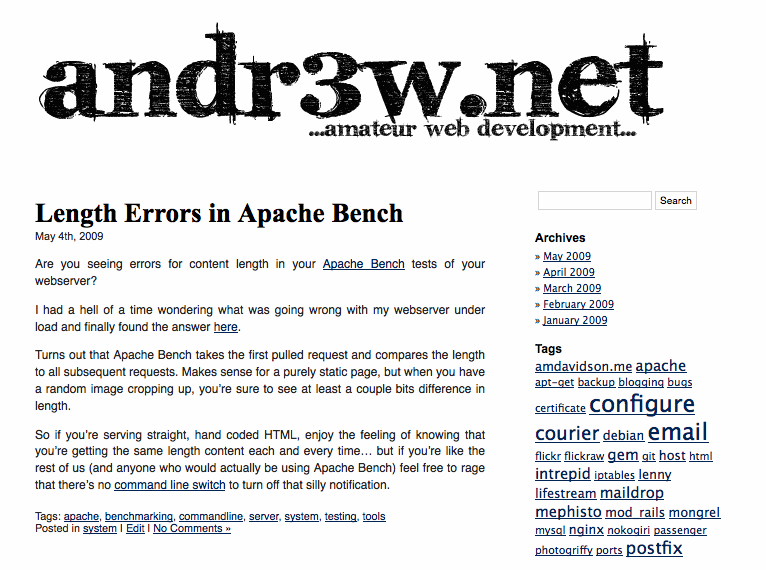 andr3w.net
...amateur web development...
Length Errors in Apache Bench
May 4th, 2009
Are you seeing errors for content length in your Apache Bench tests of your
webserver?
I had a hell of a time wondering what was going wrong with my webserver under
load and finally found the answer here.
Turns out that Apache Bench takes the first pulled request and compares the length
to all subsequent requests. Makes sense for a purely static page, but when you have
a random image cropping up, you're sure to see at least a couple bits difference in
length.
So if you're serving straight, hand coded HTML, enjoy the feeling of knowing that
you're getting the same length content each and every time… but if you're like the
rest of us (and anyone who would actually be using Apache Bench) feel free to rage
that there's no command line switch to turn off that silly notification.
Tags: apache, benchmarking, commandline, server, system, testing, tools
Posted in system | Edit | No Comments »
Search
Archives
» May 2009
» April 2009
» March 2009
» February 2009
» January 2009
Tags
amdavidson.me apache
apt-get backup blogging bugs
certificate configure
courier debian email
flickr flickraw gem git host html
intrepid iptables lenny
lifestream maildrop
mephisto mod_rails mongrel
mysql nginx nokogiri passenger
photogriffy ports postfix